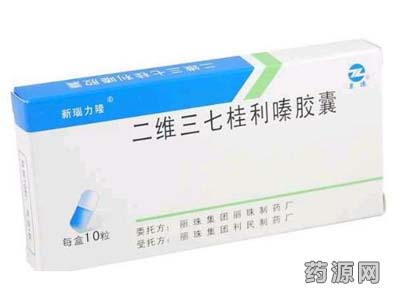 新瑞力隆®
二维三七桂利嗪胶囊
每盒10粒
委托方：丽珠集团丽珠制药厂
受托方：丽珠集团利民制药厂
药源网